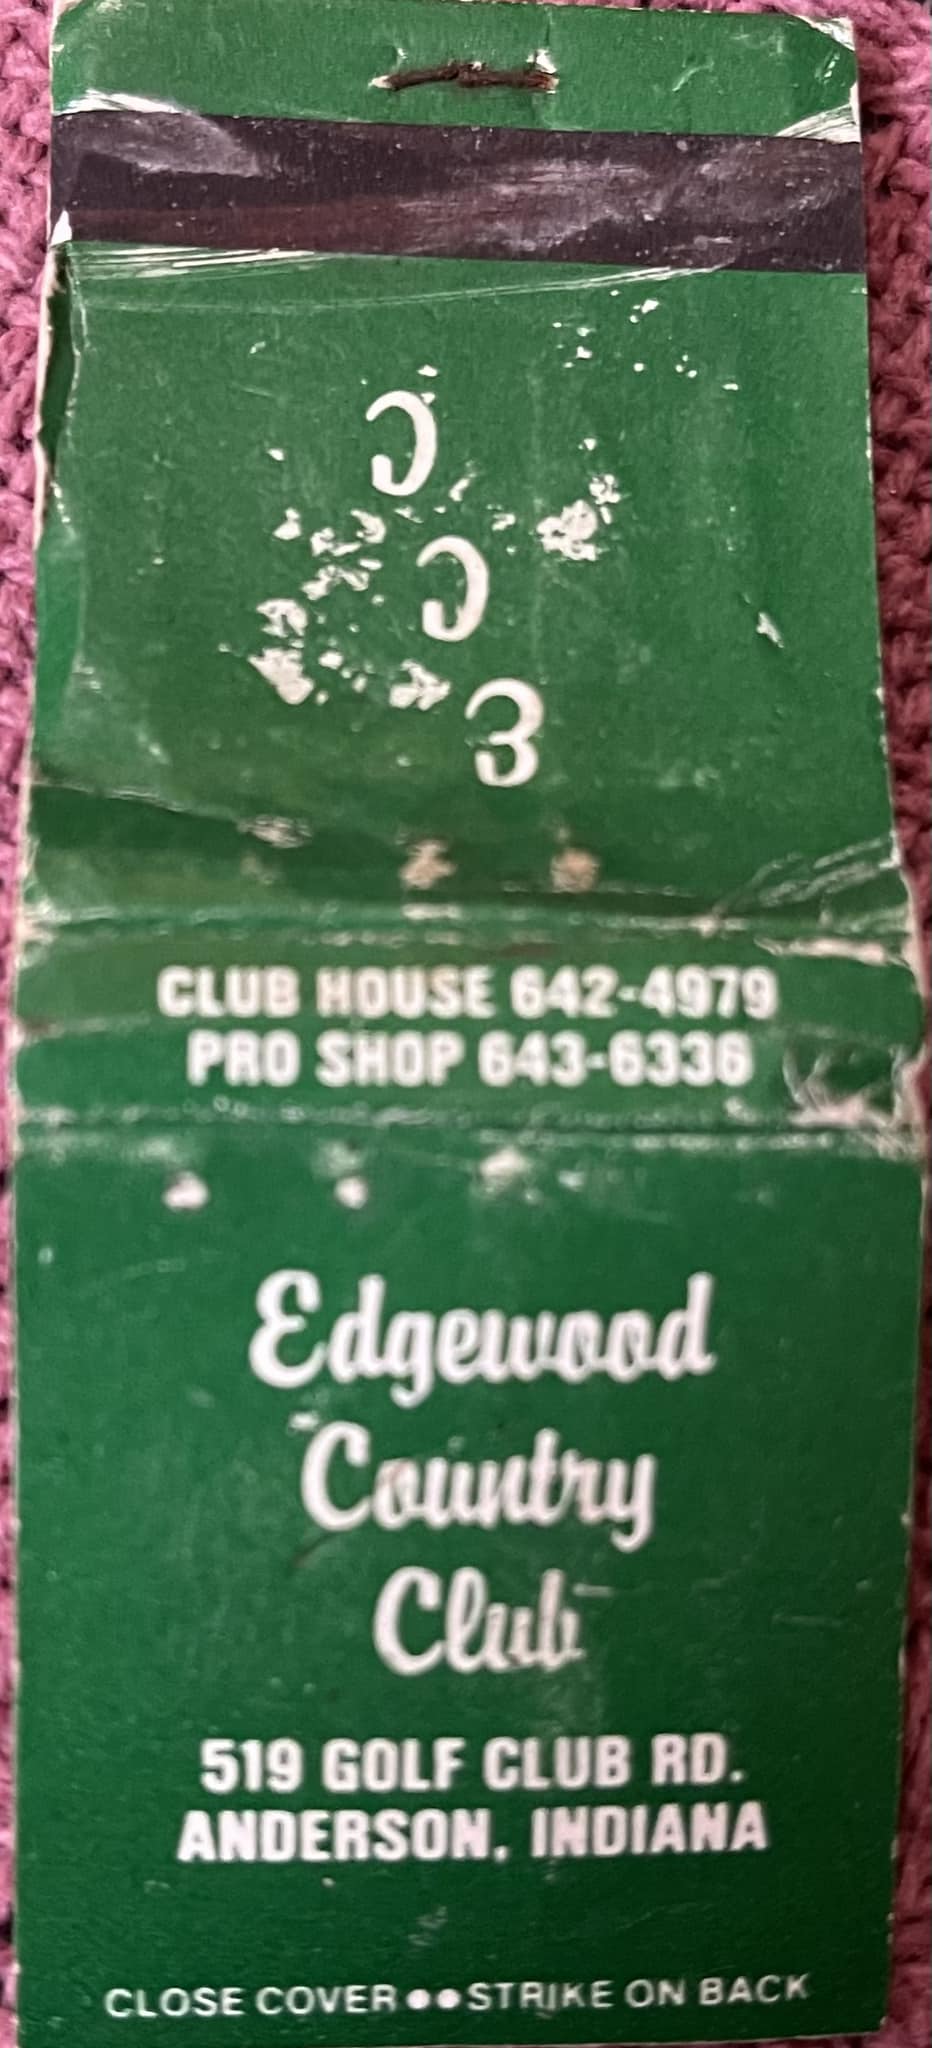 E
C
C
CLUB HOUSE 642-4979
PRO SHOP 643-6336
Edgewood
Country
Club
519 GOLF CLUB RD.
ANDERSON, INDIANA
CLOSE COVER●●STRIKE ON BACK